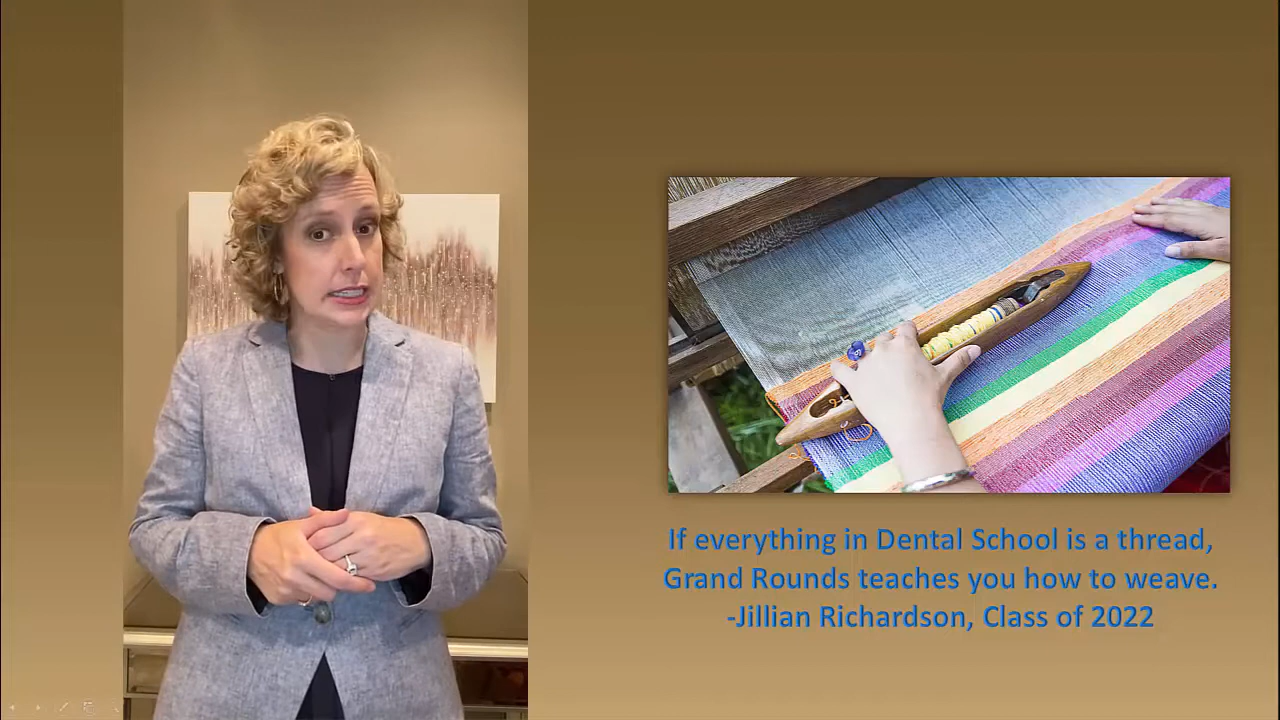 If everything in Dental School is a thread,
Grand Rounds teaches you how to weave.
-Jillian Richardson, Class of 2022